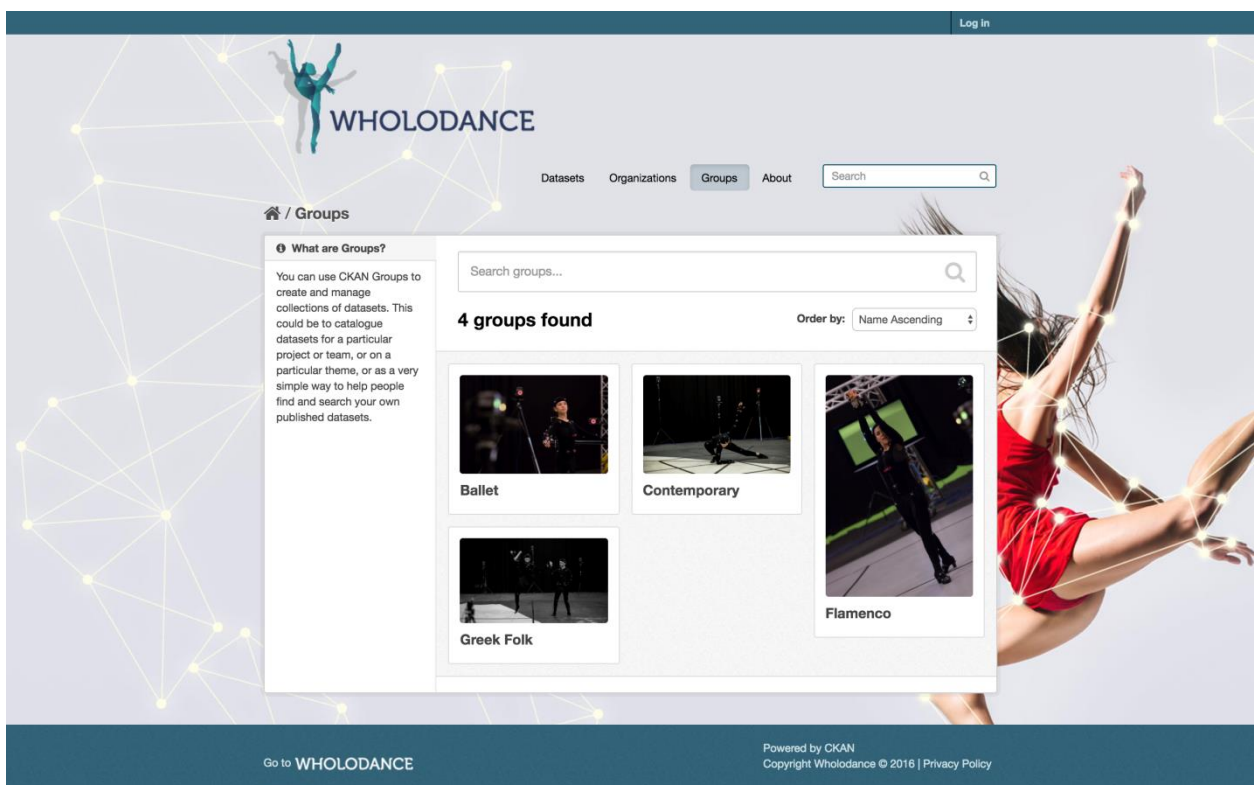 Log in
WHOLODANCE
Datasets Organizations Groups About Search
/ Groups
What are Groups?
You can use CKAN Groups to
create and manage
collections of datasets. This
could be to catalogue
datasets for a particular
project or team, or on a
particular theme, or as a very
simple way to help people
find and search your own
published datasets.
Search groups...
4 groups found
Order by: Name Ascending
Ballet
Contemporary
Flamenco
Greek Folk
Go to WHOLODANCE
Powered by CKAN
Copyright Wholodance © 2016 | Privacy Policy